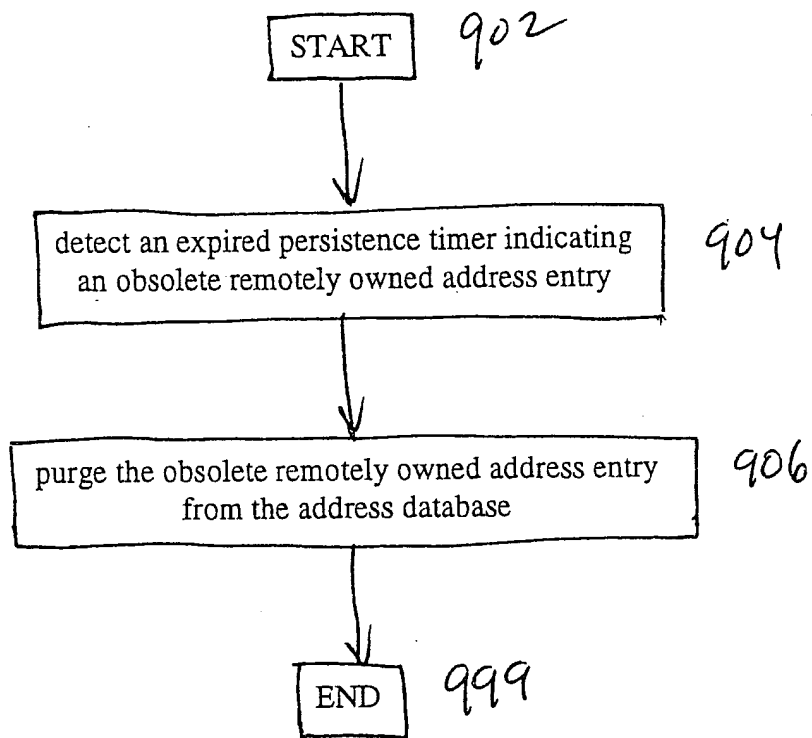 START 902
detect an expired persistence timer indicating 904
an obsolete remotely owned address entry
purge the obsolete remotely owned address entry 906
from the address database
END 999